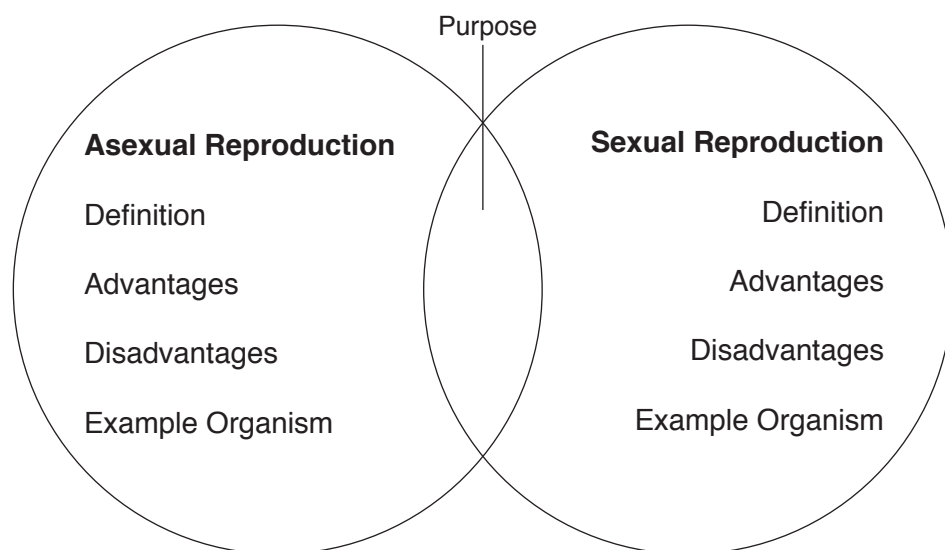 Purpose
Asexual Reproduction
Definition
Advantages
Disadvantages
Example Organism
Sexual Reproduction
Definition
Advantages
Disadvantages
Example Organism